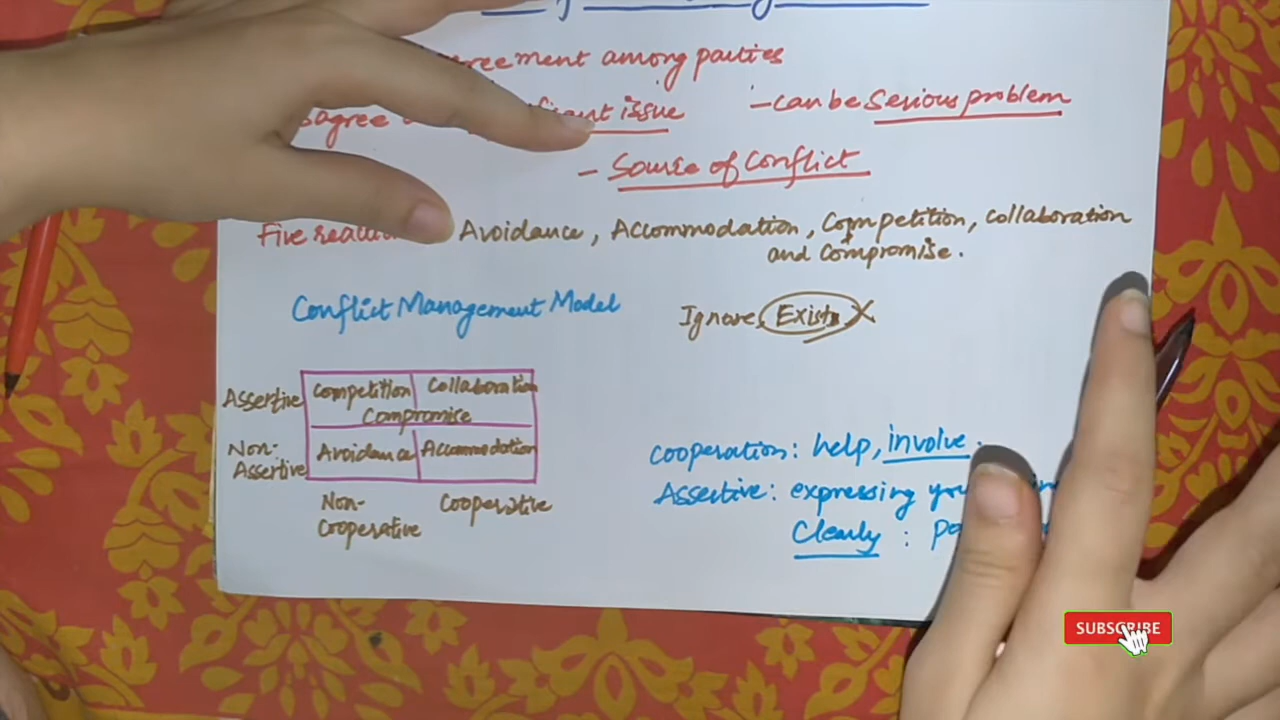 among parties
issue
- can be Serious problem
- Source of Conflict
Five
Avoidance, Accommodation, Competition, Collaboration
and Compromise.
Conflict Management Model
Ignore, Exists X
Assertive
Competition
Collaboration
Compromise
Non-
Assertive
Avoidance
Accommodation
Non-
Cooperative
Cooperative
Cooperation: help, involve.
Assertive: expressing
Clearly :
SUBSCRIBE